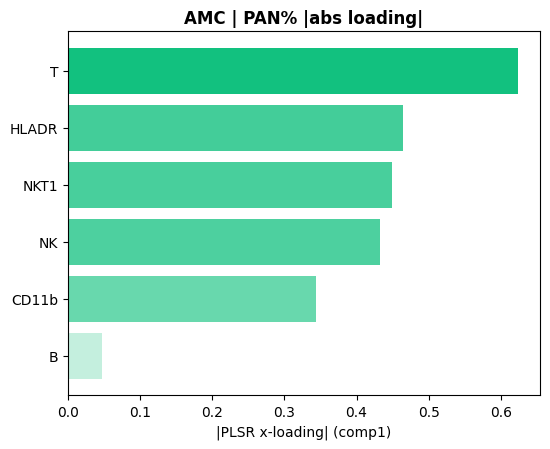 AMC | PAN% |abs loading|
T
HLADR
NKT1
NK
CD11b
B
0.0 0.1 0.2 0.3 0.4 0.5 0.6
|PLSR x-loading| (comp1)